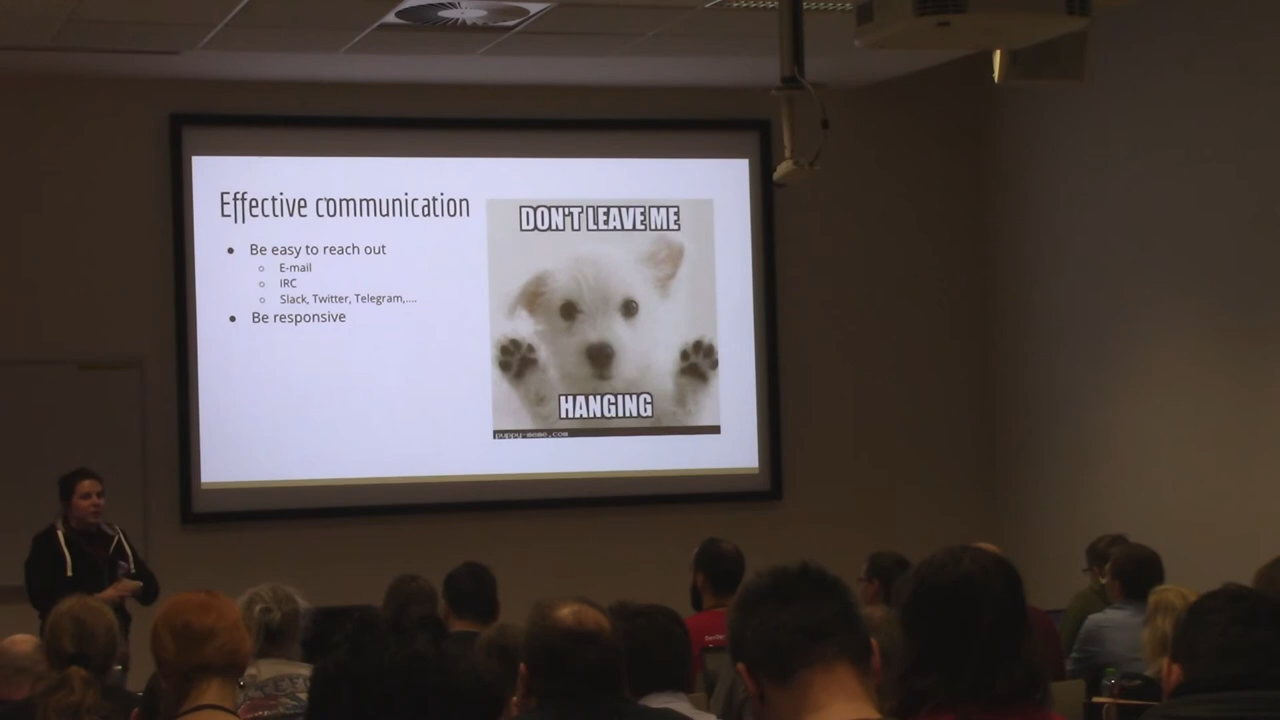 Effective communication
Be easy to reach out
E-mail
IRC
Slack, Twitter, Telegram,....
Be responsive
DON'T LEAVE ME
HANGING
puppy-meme.com